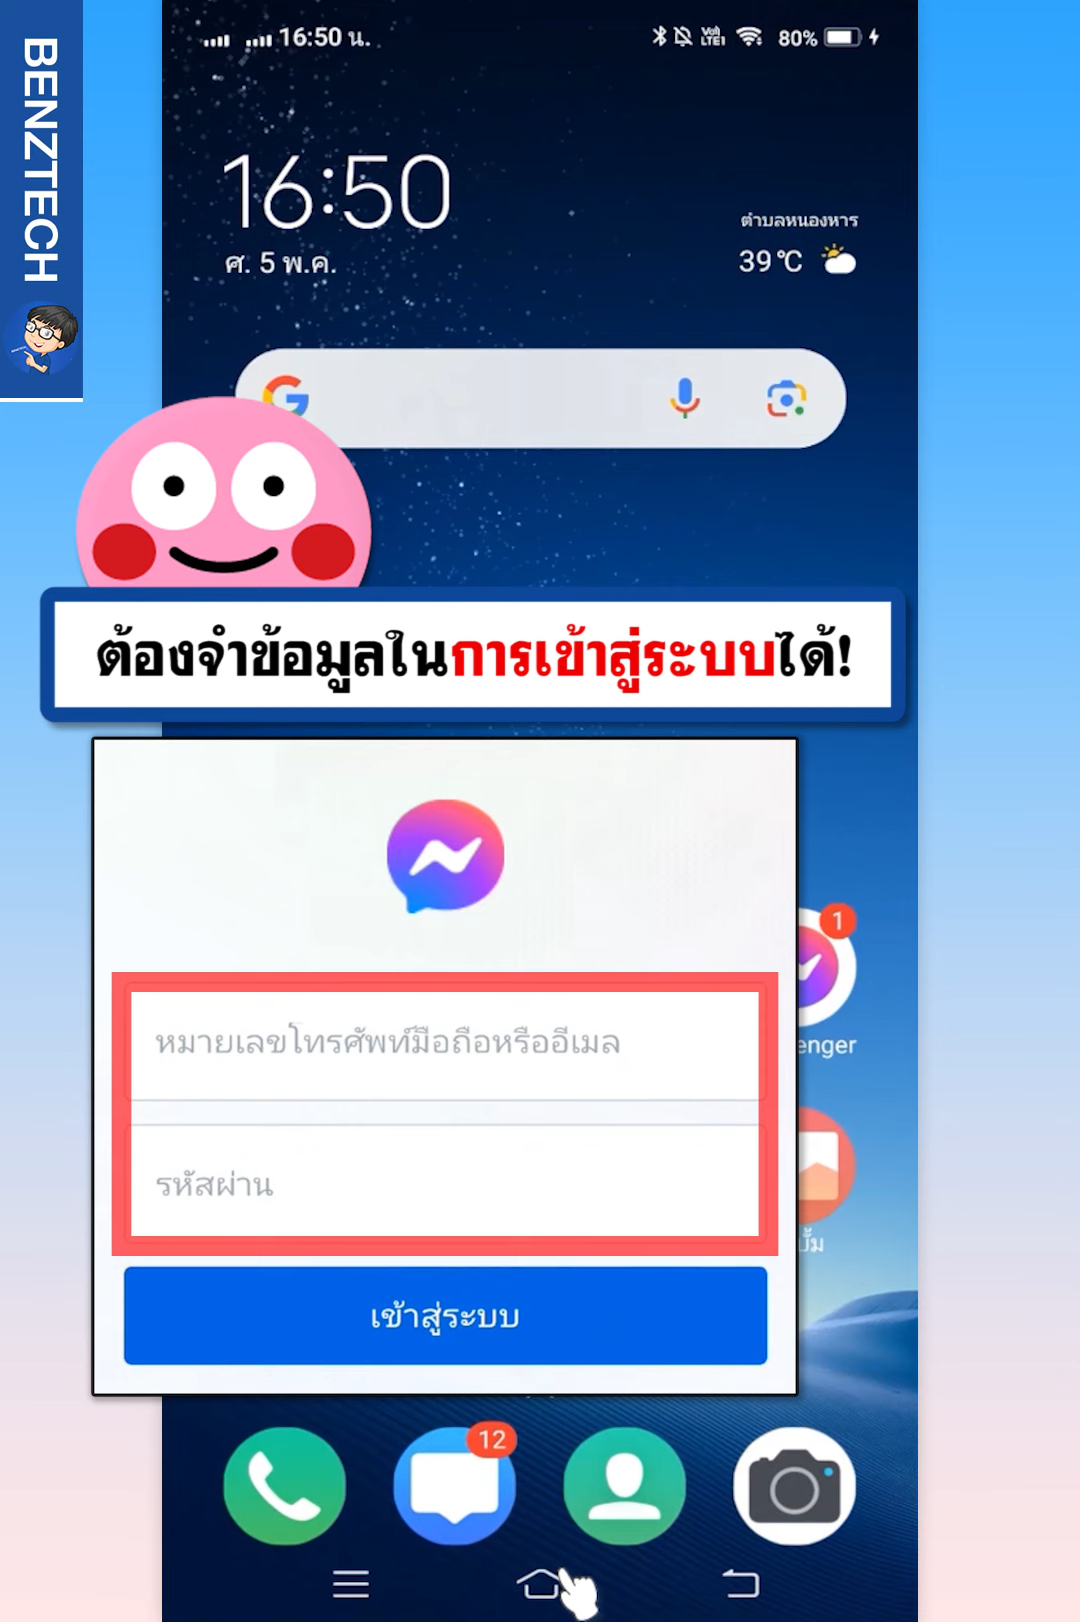 BENZTECH
16:50 น.
VoI) LTE1
80%
16:50
ศ. 5 พ.ค.
ตำบลหนองหาร
39 °C
ต้องจำข้อมูลในการเข้าสู่ระบบได้!
หมายเลขโทรศัพท์มือถือหรืออีเมล
รหัสผ่าน
เข้าสู่ระบบ
1
enger
บั้ม
12